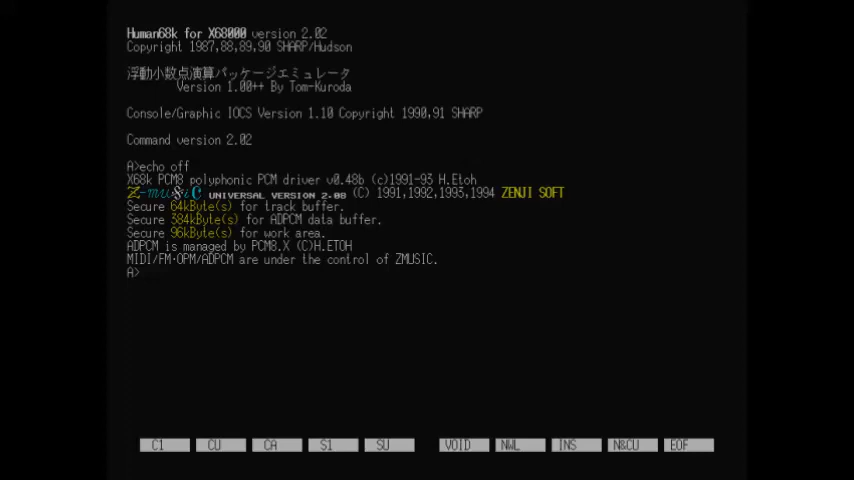 Human68k for X68000 version 2.02
Copyright 1987,88,89,90 SHARP/Hudson
浮動小数点演算パッケージエミュレータ
Version 1.00++ By Tom-Kuroda
Console/Graphic IOCS Version 1.10 Copyright 1990,91 SHARP
Command version 2.02
A>echo off
X68k PCM8 polyphonic PCM driver v0.48b (c)1991-93 H.Etoh
Z-muSiC UNIVERSAL VERSION 2.08 (C) 1991,1992,1993,1994 ZENJI SOFT
Secure 64kByte(s) for track buffer.
Secure 384kByte(s) for ADPCM data buffer.
Secure 96kByte(s) for work area.
ADPCM is managed by PCM8.X (C)H.ETOH
MIDI/FM·OPM/ADPCM are under the control of ZMUSIC.
A>
C1 CU CA S1 SU VOID NWL INS N&CU EOF